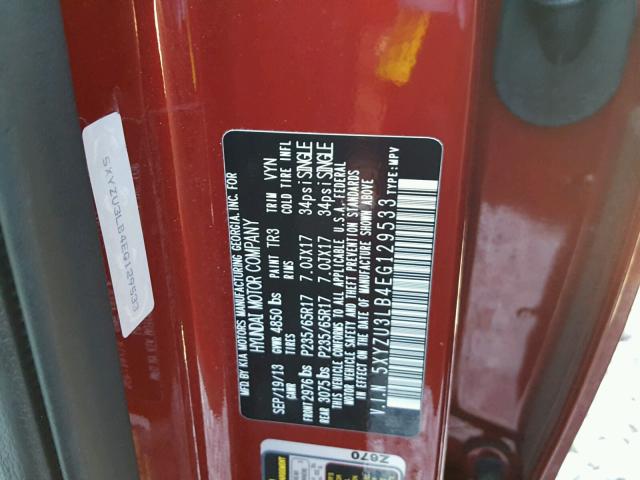 MFD BY KIA MOTORS MANUFACTURING GEORGIA, INC. FOR
HYUNDAI MOTOR COMPANY
SEP/19/13 GVWR 4850 lbs PAINT TR3 TRIM VYN
GAWR TIRES RIMS COLD TIRE INFL
FRONT 2976 lbs P235/65R17 7.0JX17 34psi SINGLE
REAR 3075 lbs P235/65R17 7.0JX17 34psi SINGLE
THIS VEHICLE CONFORMS TO ALL APPLICABLE U.S.A. FEDERAL
MOTOR VEHICLE SAFETY, BUMPER, AND THEFT PREVENTION STANDARDS
IN EFFECT ON THE DATE OF MANUFACTURE SHOWN ABOVE.
V.I.N 5XYZU3LB4EG129533 TYPE:MPV
5XYZU3LB4EG129533
Z670